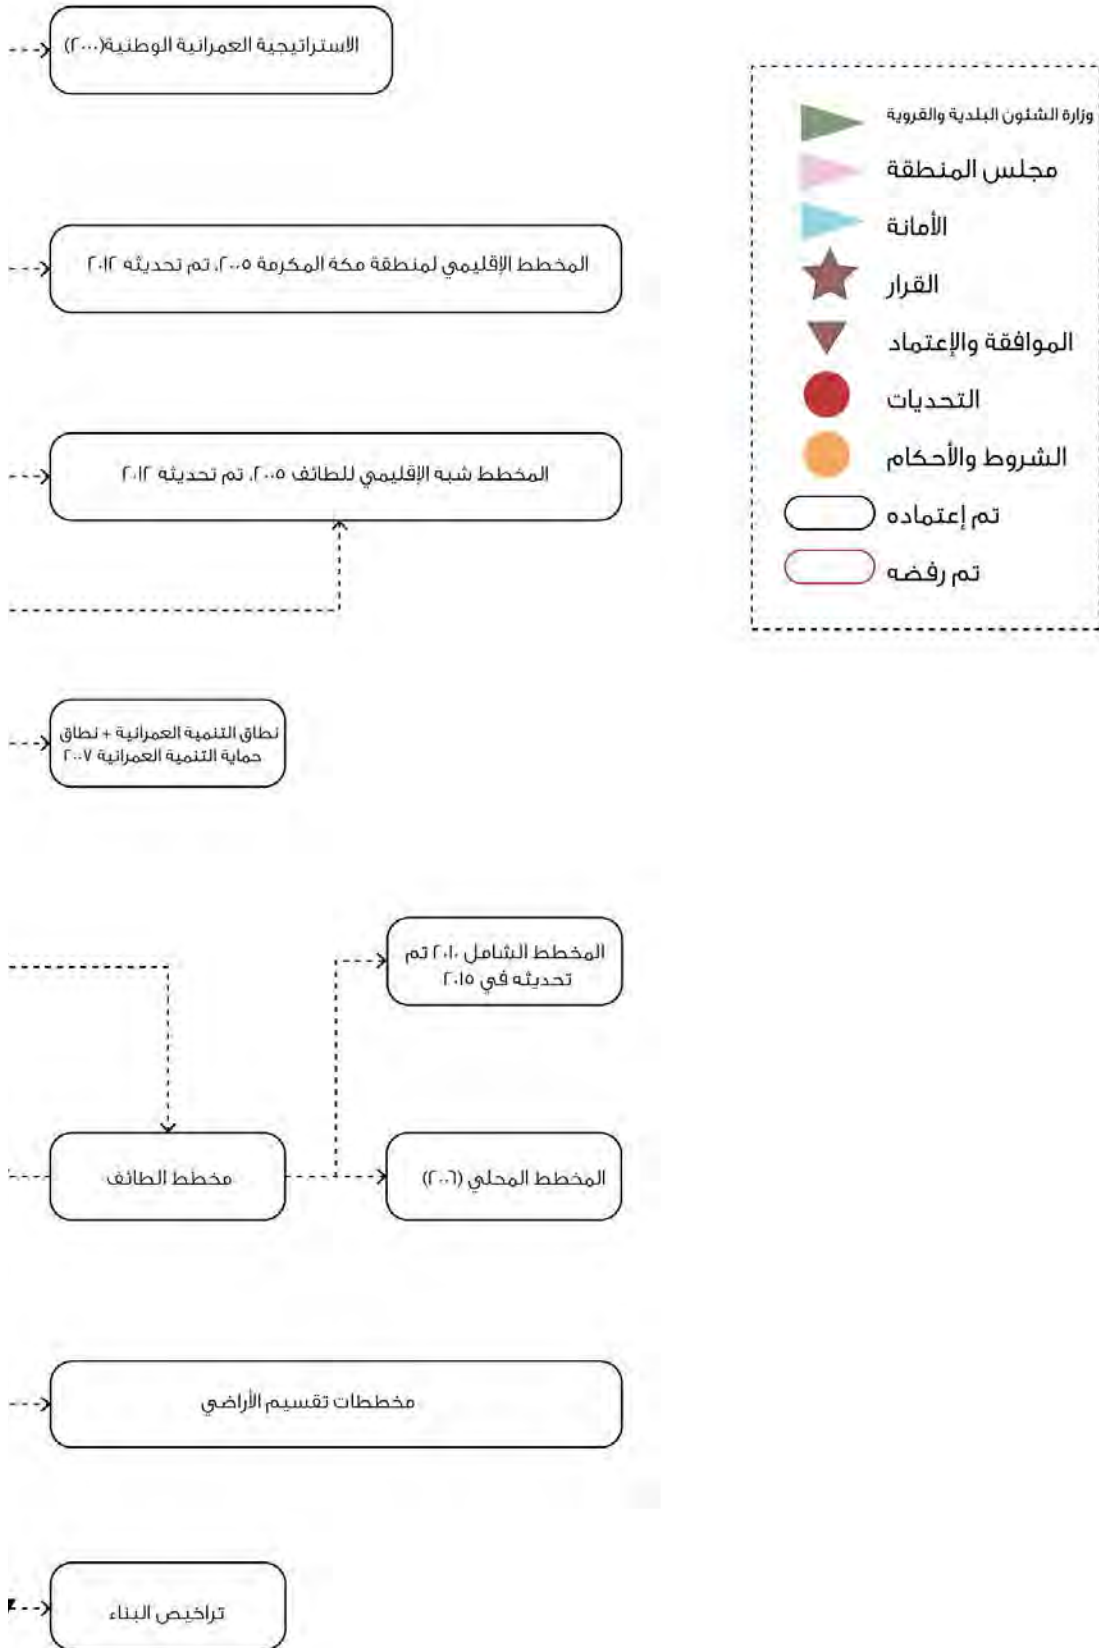 الاستراتيجية العمرانية الوطنية(٢٠٠٠)
المخطط الإقليمي لمنطقة مكة المكرمة ٢٠٠٥، تم تحديثه ٢٠١٢
المخطط شبه الإقليمي للطائف ٢٠٠٥، تم تحديثه ٢٠١٢
نطاق التنمية العمرانية + نطاق
حماية التنمية العمرانية ٢٠٠٧
المخطط الشامل ٢٠١٠ تم
تحديثه في ٢٠١٥
المخطط المحلي (٢٠٠٦)
مخطط الطائف
مخططات تقسيم الأراضي
تراخيص البناء
وزارة الشئون البلدية والقروية
مجلس المنطقة
الأمانة
القرار
الموافقة والإعتماد
التحديات
الشروط والأحكام
تم إعتماده
تم رفضه